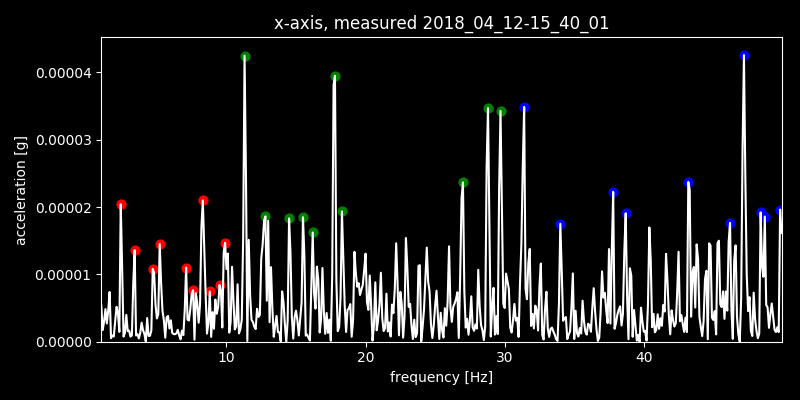 x-axis, measured 2018_04_12-15_40_01
acceleration [g]
0.00004
0.00003
0.00002
0.00001
0.00000
10 20 30 40
frequency [Hz]